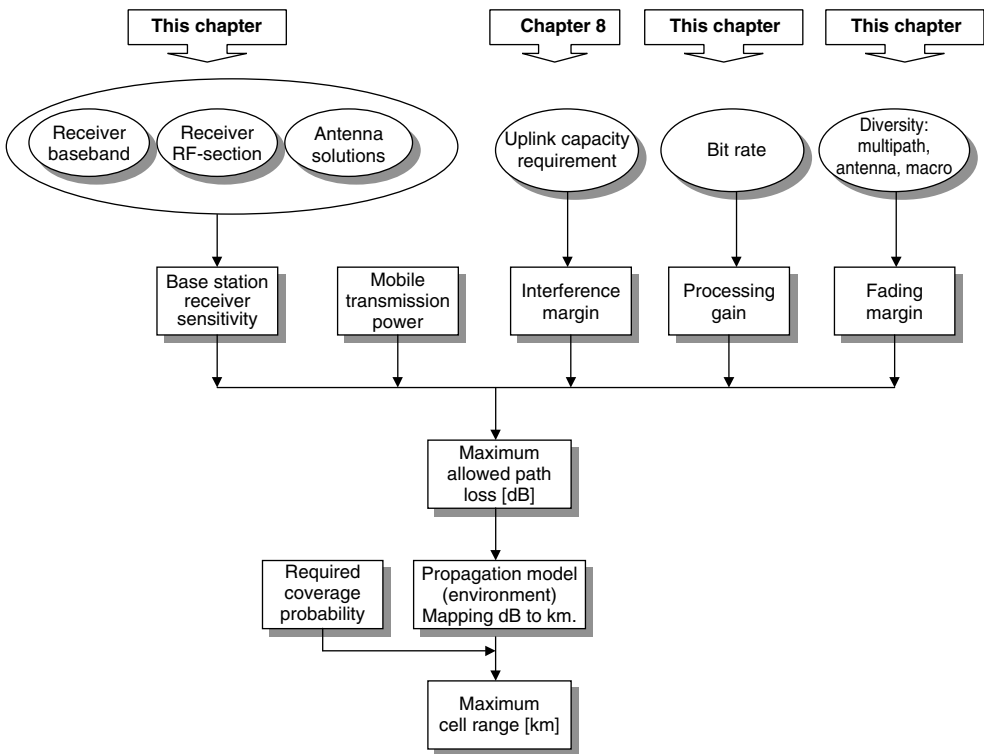 This chapter
Chapter 8
This chapter
This chapter
Receiver
baseband
Receiver
RF-section
Antenna
solutions
Uplink capacity
requirement
Bit rate
Diversity:
multipath,
antenna, macro
Base station
receiver
sensitivity
Mobile
transmission
power
Interference
margin
Processing
gain
Fading
margin
Maximum
allowed path
loss [dB]
Required
coverage
probability
Propagation model
(environment)
Mapping dB to km.
Maximum
cell range [km]